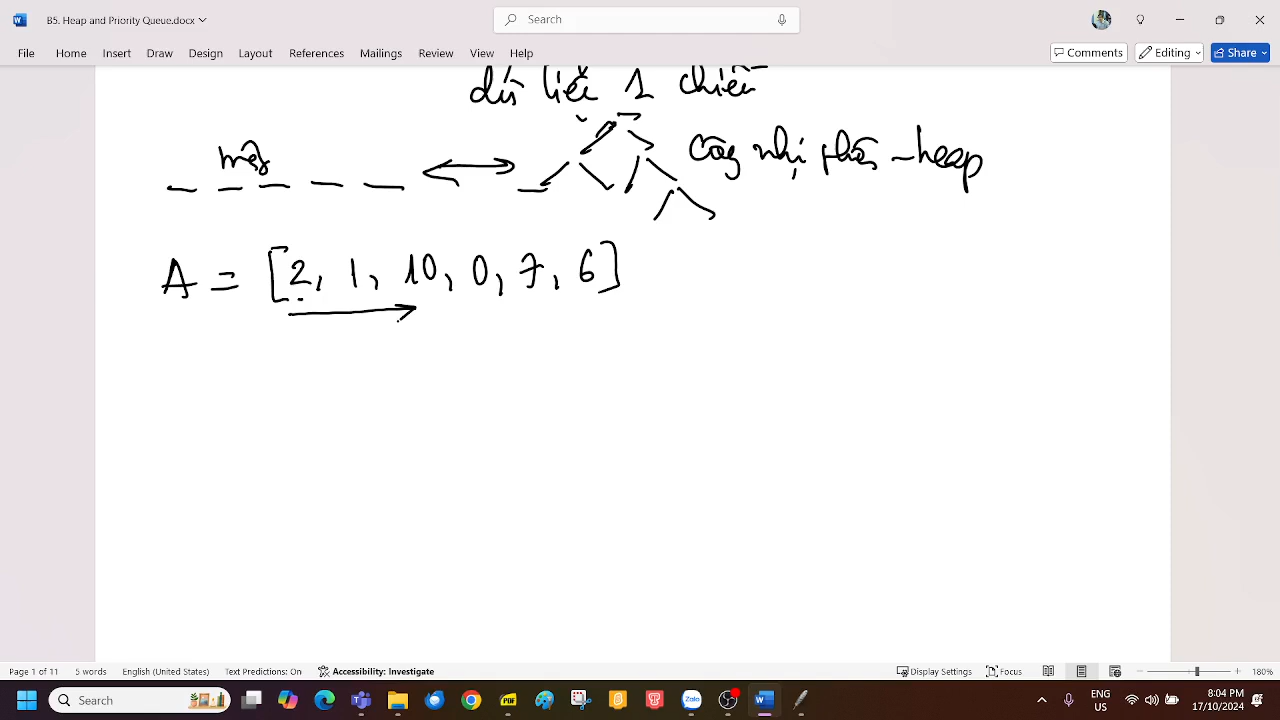 B5. Heap and Priority Queue.docx
Search
File Home Insert Draw Design Layout References Mailings Review View Help
Comments Editing Share
dữ liệu 1 chiều
mảng
cây nhị phân - heap
A = [2, 1, 10, 0, 7, 6]
Page 1 of 11 5 words English (United States) Text Predictions: On Accessibility: Investigate Display Settings Focus 180%
Search PDF Zalo ENG US 8:04 PM 17/10/2024